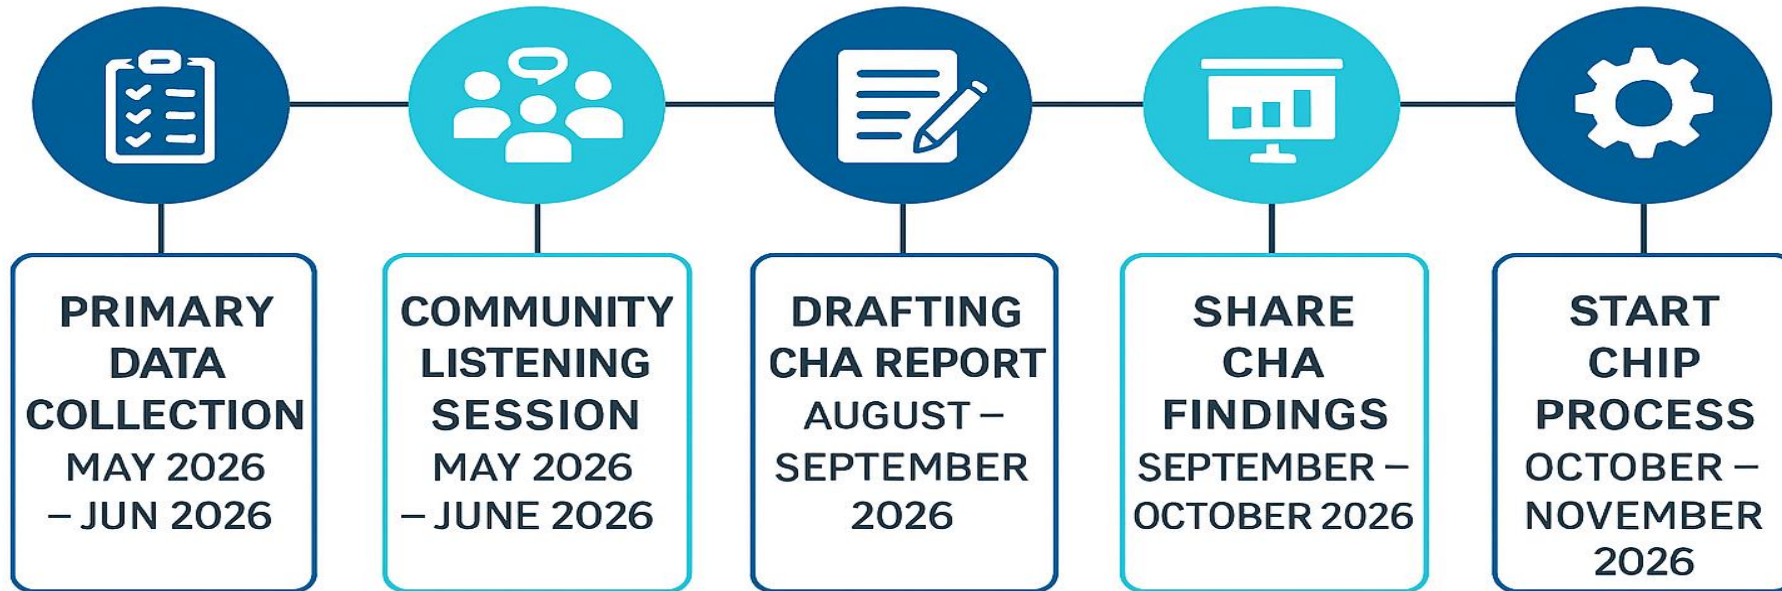 PRIMARY
DATA
COLLECTION
MAY 2026
– JUN 2026
COMMUNITY
LISTENING
SESSION
MAY 2026
– JUNE 2026
DRAFTING
CHA REPORT
AUGUST –
SEPTEMBER
2026
SHARE
CHA
FINDINGS
SEPTEMBER –
OCTOBER 2026
START
CHIP
PROCESS
OCTOBER –
NOVEMBER
2026